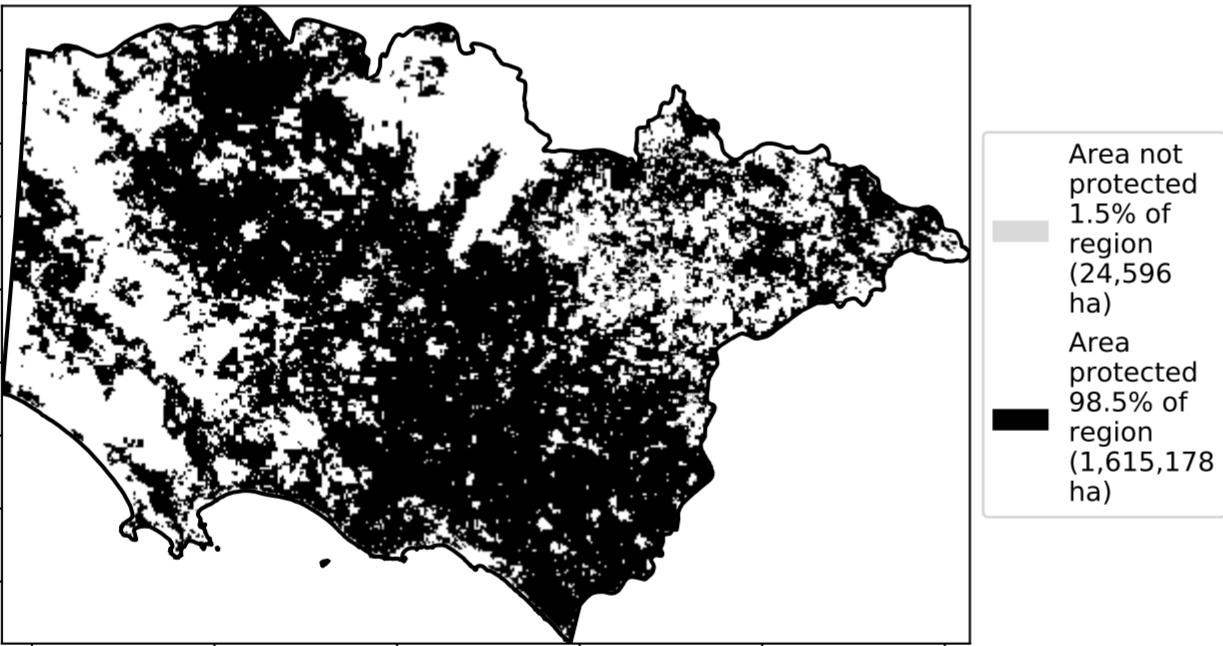 Area not
protected
1.5% of
region
(24,596
ha)
Area
protected
98.5% of
region
(1,615,178
ha)